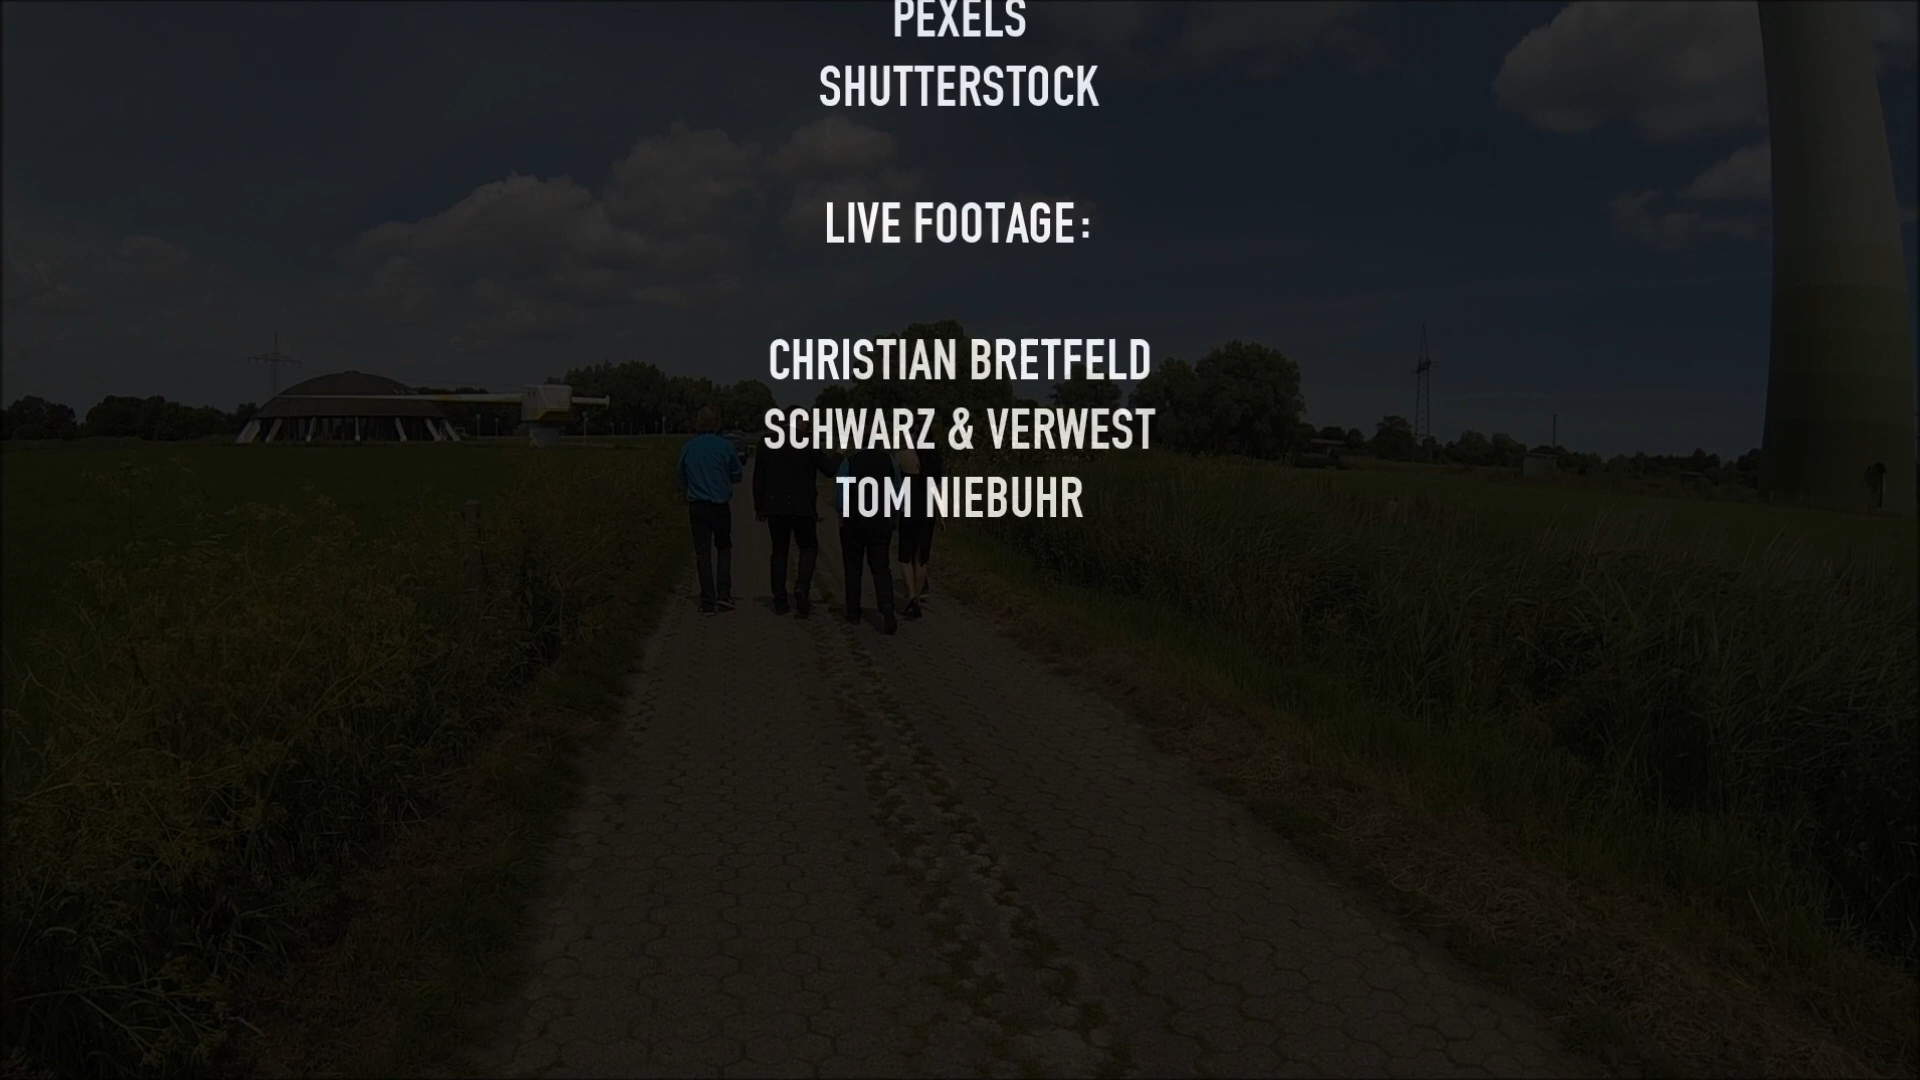 PEXELS
SHUTTERSTOCK
LIVE FOOTAGE:
CHRISTIAN BRETFELD
SCHWARZ & VERWEST
TOM NIEBUHR